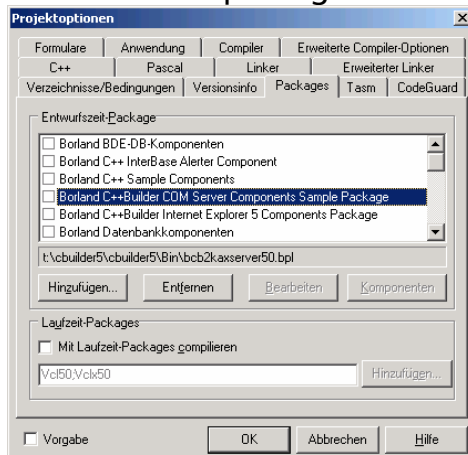 Projektoptionen
Formulare Anwendung Compiler Erweiterte Compiler-Optionen
C++ Pascal Linker Erweiterter Linker
Verzeichnisse/Bedingungen Versionsinfo Packages Tasm CodeGuard
Entwurfszeit-Package
Borland BDE-DB-Komponenten
Borland C++ InterBase Alerter Component
Borland C++ Sample Components
Borland C++Builder COM Server Components Sample Package
Borland C++Builder Internet Explorer 5 Components Package
Borland Datenbankkomponenten
t:\cbuilder5\cbuilder5\Bin\bcb2kaxserver50.bpl
Hinzufügen... Entfernen Bearbeiten Komponenten
Laufzeit-Packages
Mit Laufzeit-Packages compilieren
Vcl50;Vclx50 Hinzufügen...
Vorgabe OK Abbrechen Hilfe